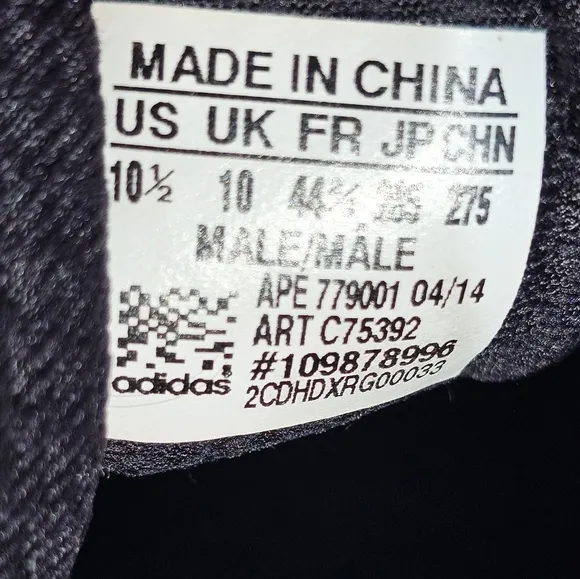 MADE IN CHINA
US UK FR JP CHN
10½ 10 275
MALE/MÂLE
APE 779001 04/14
ART C75392
#109878996
2CDHDXRG00033
adidas